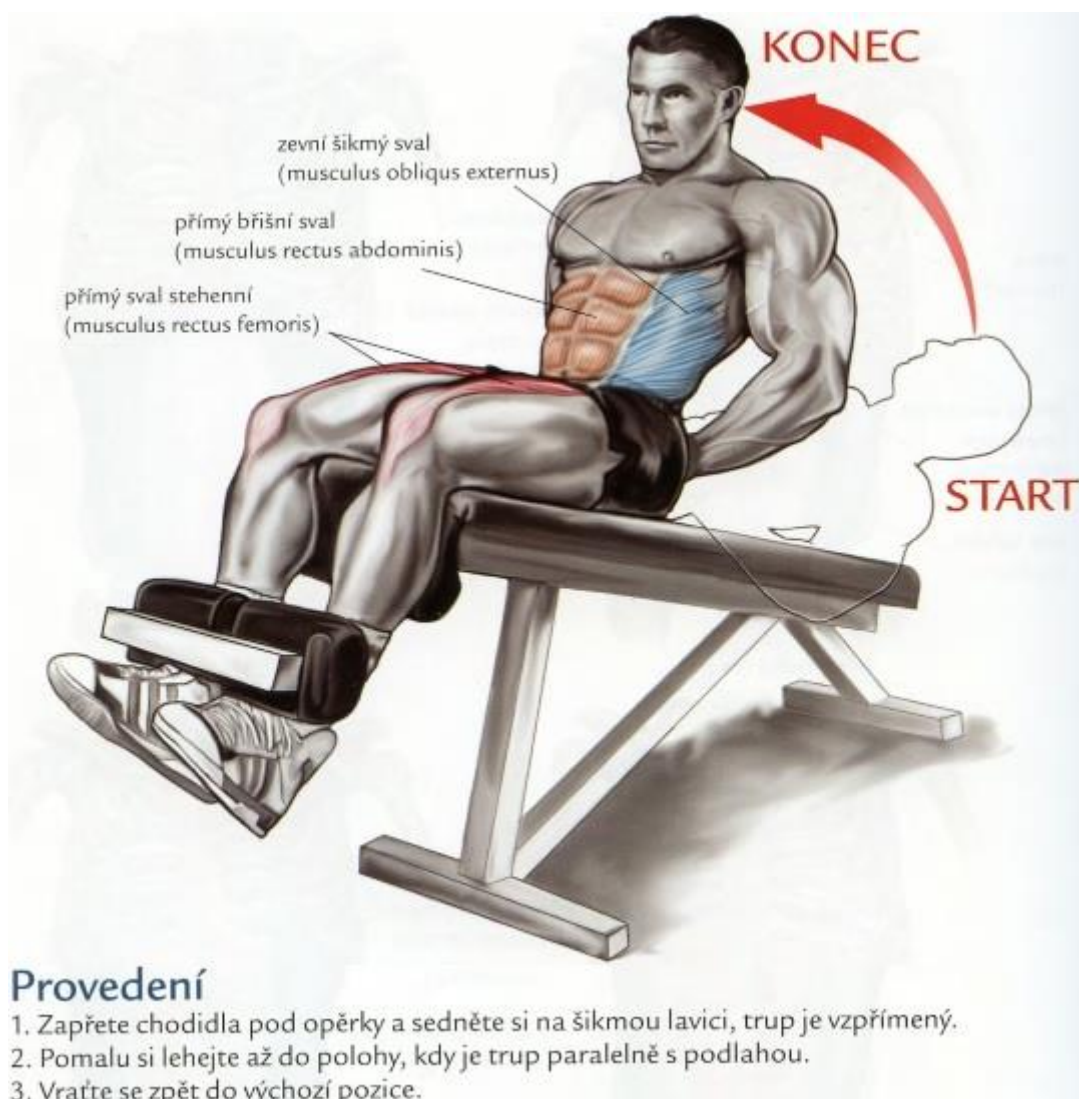 KONEC
zevní šikmý sval
(musculus obliqus externus)
přímý břišní sval
(musculus rectus abdominis)
přímý sval stehenní
(musculus rectus femoris)
START
Provedení
1. Zapřete chodidla pod opěrky a sedněte si na šikmou lavici, trup je vzpřímený.
2. Pomalu si lehejte až do polohy, kdy je trup paralelně s podlahou.
3. Vraťte se zpět do výchozí pozice.